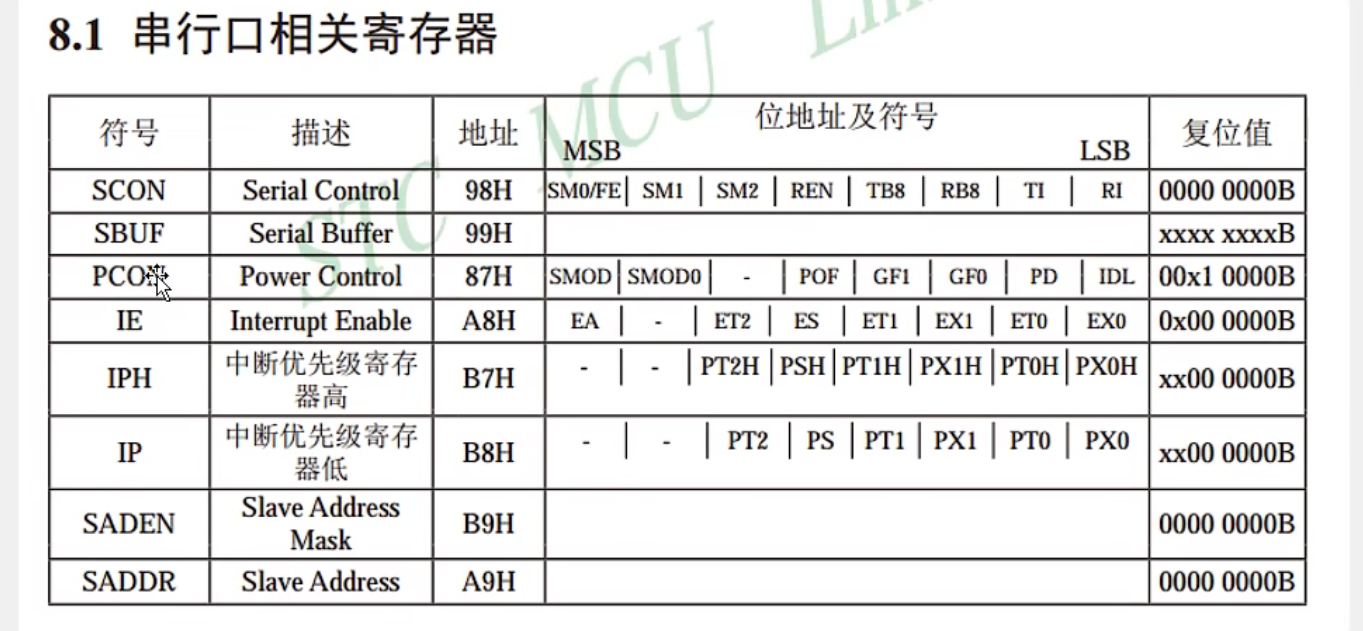 8.1 串行口相关寄存器
符号 描述 地址 位地址及符号 复位值
MSB LSB
SCON Serial Control 98H SM0/FE SM1 SM2 REN TB8 RB8 TI RI 0000 0000B
SBUF Serial Buffer 99H xxxx xxxxB
Power Control 87H SMOD SMOD0 - POF GF1 GF0 PD IDL 00x1 0000B
IE Interrupt Enable A8H EA - ET2 ES ET1 EX1 ET0 EX0 0x00 0000B
IPH 中断优先级寄存 B7H - - PT2H PSH PT1H PX1H PT0H PX0H xx00 0000B
器高
IP 中断优先级寄存 B8H - - PT2 PS PT1 PX1 PT0 PX0 xx00 0000B
器低
SADEN Slave Address B9H 0000 0000B
Mask
SADDR Slave Address A9H 0000 0000B
STC MCU